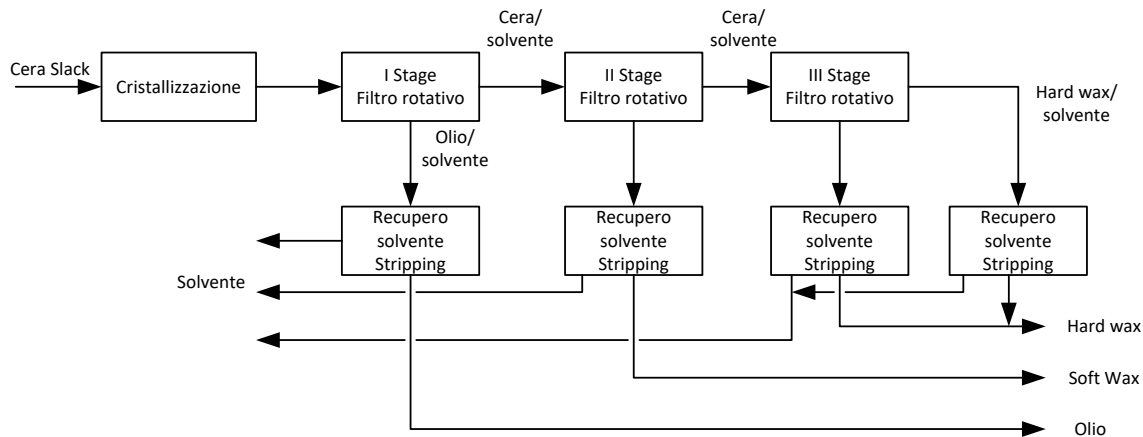 Cera/
solvente
Cera/
solvente
Cera Slack
Cristallizzazione
I Stage
Filtro rotativo
II Stage
Filtro rotativo
III Stage
Filtro rotativo
Hard wax/
solvente
Olio/
solvente
Recupero
solvente
Stripping
Recupero
solvente
Stripping
Recupero
solvente
Stripping
Recupero
solvente
Stripping
Solvente
Hard wax
Soft Wax
Olio